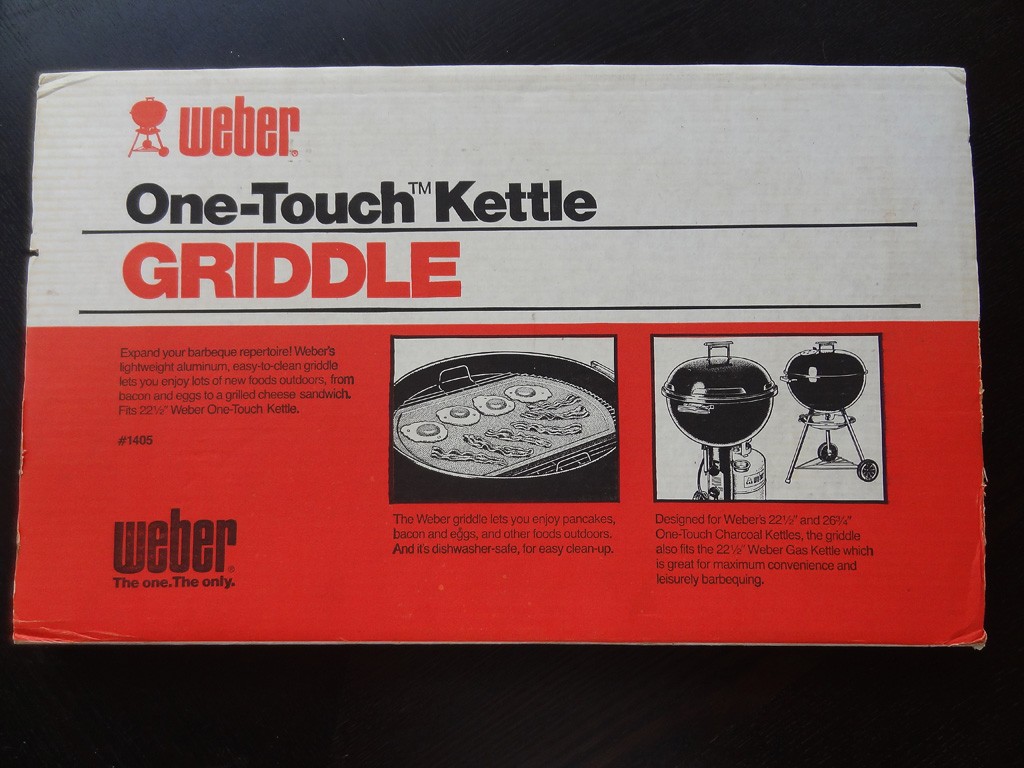 weber®
One-Touch™ Kettle
GRIDDLE
Expand your barbeque repertoire! Weber's
lightweight aluminum, easy-to-clean griddle
lets you enjoy lots of new foods outdoors, from
bacon and eggs to a grilled cheese sandwich.
Fits 22½" Weber One-Touch Kettle.
#1405
weber®
The one. The only.
The Weber griddle lets you enjoy pancakes,
bacon and eggs, and other foods outdoors.
And it's dishwasher-safe, for easy clean-up.
Designed for Weber's 22½" and 26¾"
One-Touch Charcoal Kettles, the griddle
also fits the 22½" Weber Gas Kettle which
is great for maximum convenience and
leisurely barbequing.